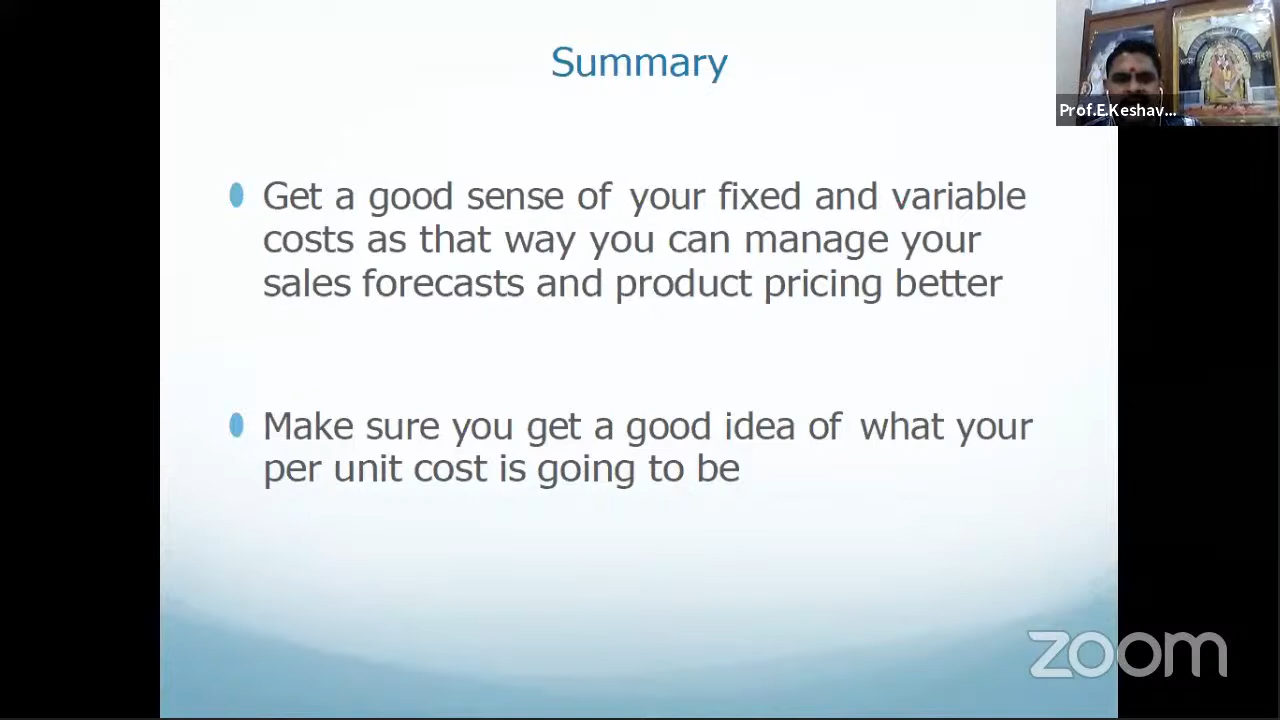 Summary
Prof.E.Keshav...
Get a good sense of your fixed and variable
costs as that way you can manage your
sales forecasts and product pricing better
Make sure you get a good idea of what your
per unit cost is going to be
zoom